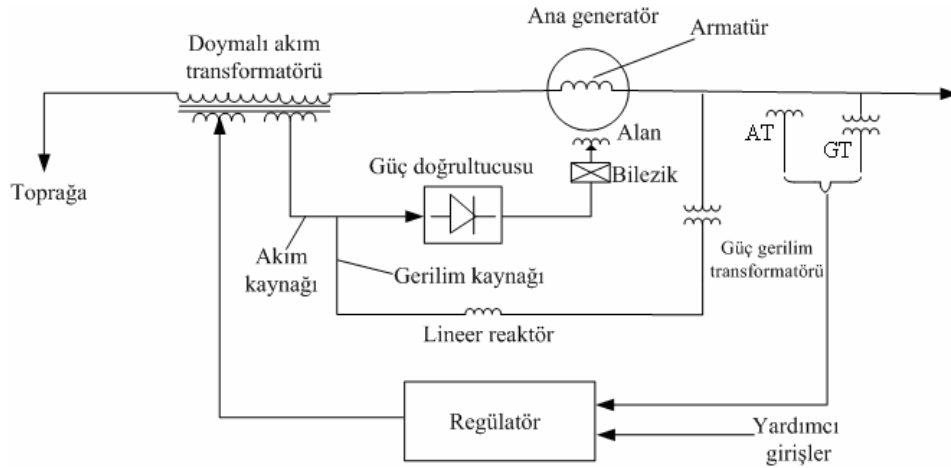 Ana generatör
Armatür
Doymalı akım
transformatörü
Alan
AT
GT
Toprağa
Güç doğrultucusu
Bilezik
Akım
kaynağı
Gerilim kaynağı
Güç gerilim
transformatörü
Lineer reaktör
Regülatör
Yardımcı
girişler